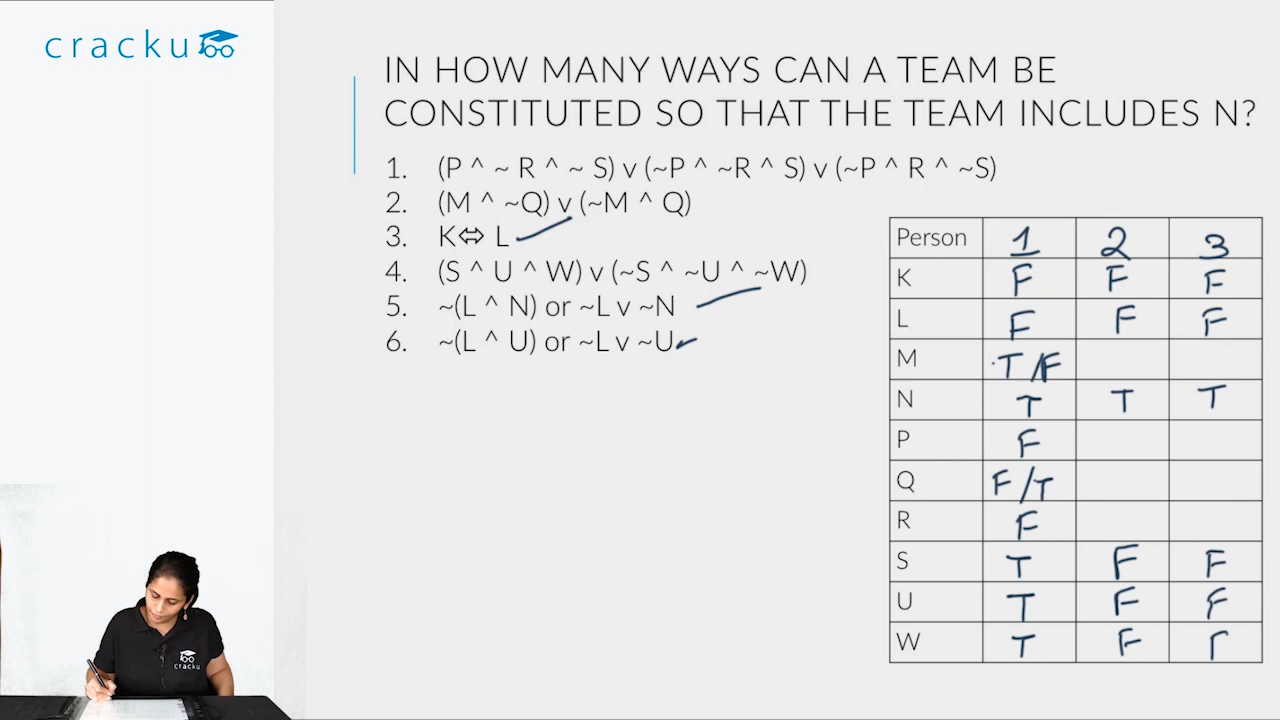 cracku
IN HOW MANY WAYS CAN A TEAM BE
CONSTITUTED SO THAT THE TEAM INCLUDES N?
1. (P ^ ~ R ^ ~ S) v (~P ^ ~R ^ S) v (~P ^ R ^ ~S)
2. (M ^ ~Q) v (~M ^ Q)
3. K⇔ L
4. (S ^ U ^ W) v (~S ^ ~U ^ ~W)
5. ~(L ^ N) or ~L v ~N
6. ~(L ^ U) or ~L v ~U
Person 1 2 3
K F F F
L F F F
M T/F
N T T T
P F
Q F/T
R F
S T F F
U T F F
W T F
cracku